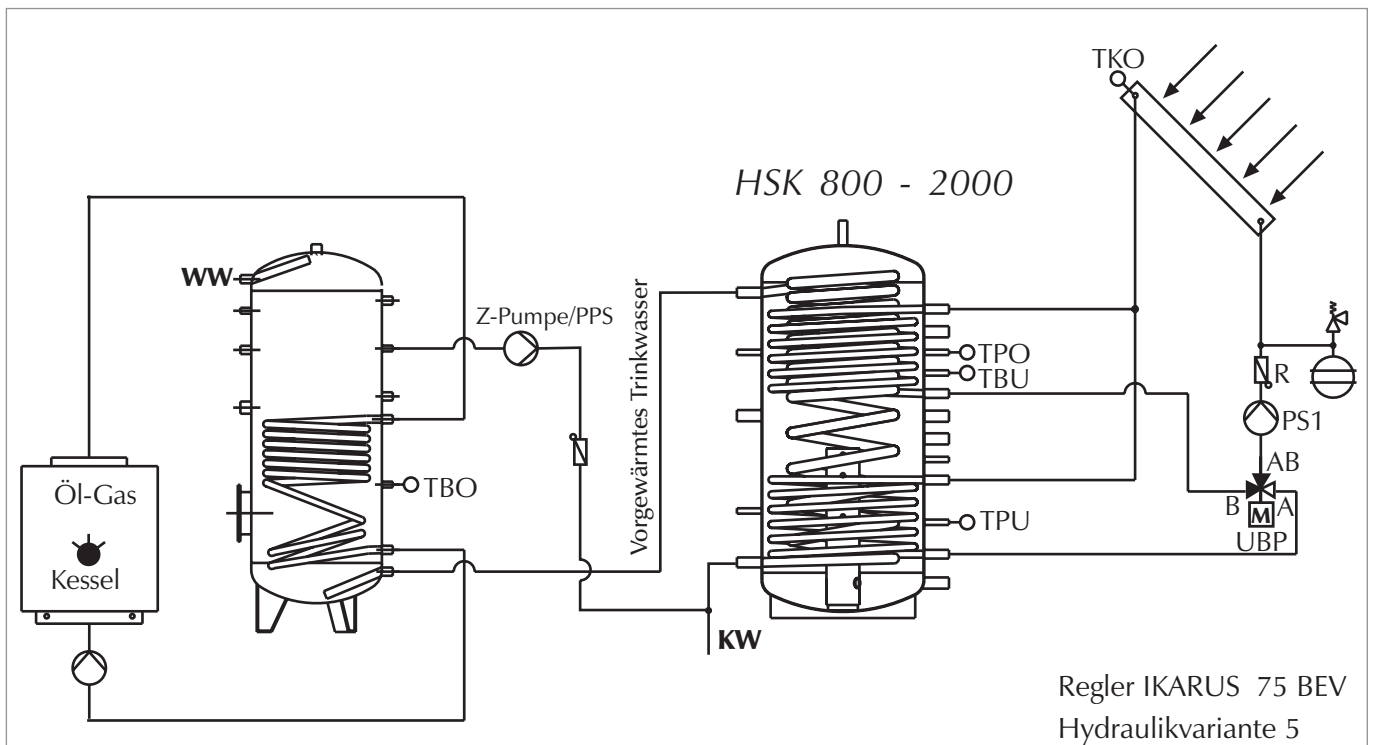 TKO
HSK 800 - 2000
WW
Z-Pumpe/PPS
Vorgewärmtes Trinkwasser
TPO
TBU
R
PS1
AB
B
A
M
UBP
Öl-Gas
Kessel
TBO
TPU
KW
Regler IKARUS 75 BEV
Hydraulikvariante 5